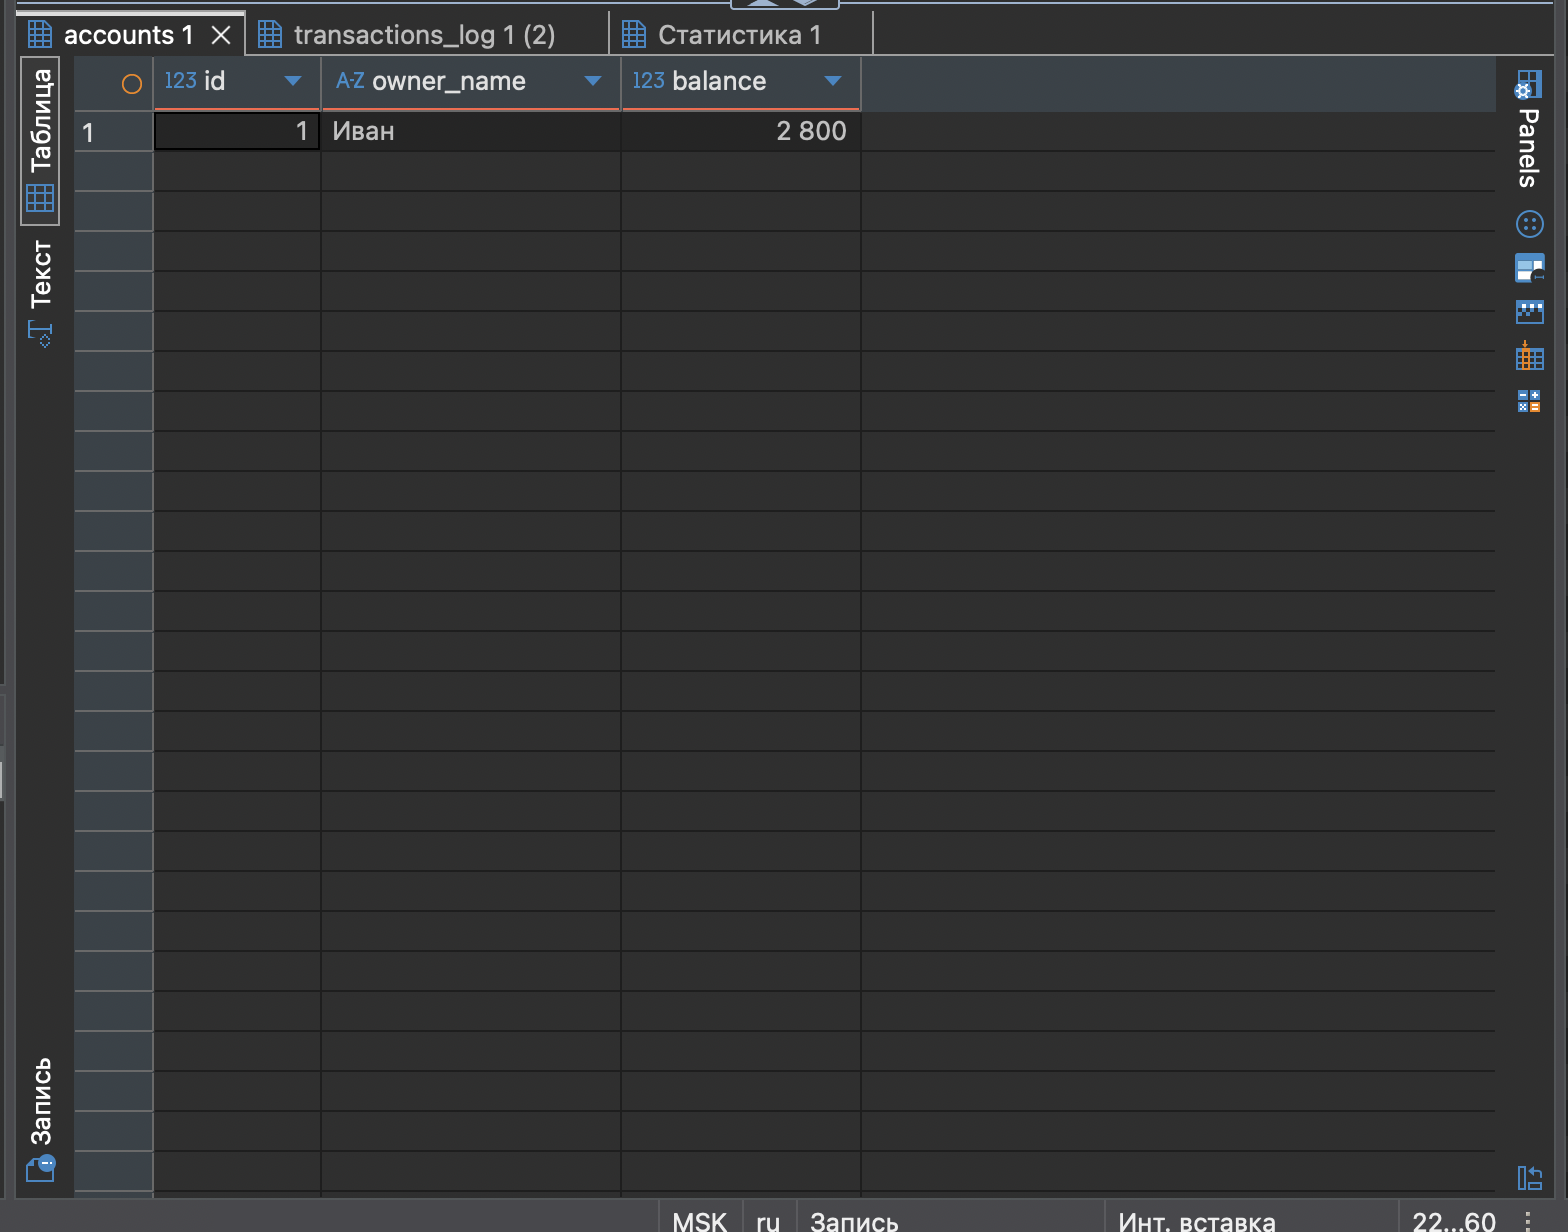 accounts 1
transactions_log 1 (2)
Статистика 1
Таблица
Текст
Запись
123 id
A-Z owner_name
123 balance
1
1
Иван
2 800
Panels
MSK
ru
Запись
Инт. вставка
22...60